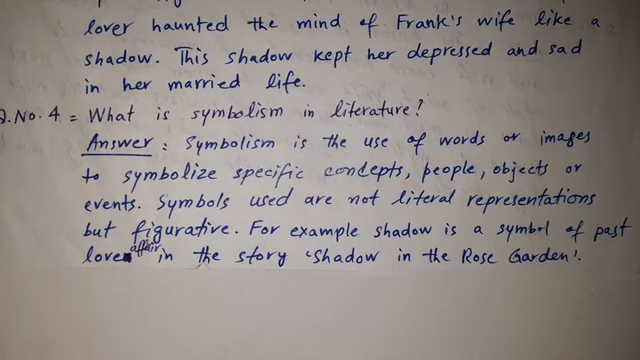 lover haunted the mind of Frank's wife like a
shadow. This shadow kept her depressed and sad
in her married life.
Q.No.4 = What is symbolism in literature?
Answer : Symbolism is the use of words or images
to symbolize specific concepts, people, objects or
events. Symbols used are not literal representations
but figurative. For example shadow is a symbol of past
love affair in the story 'Shadow in the Rose Garden'.